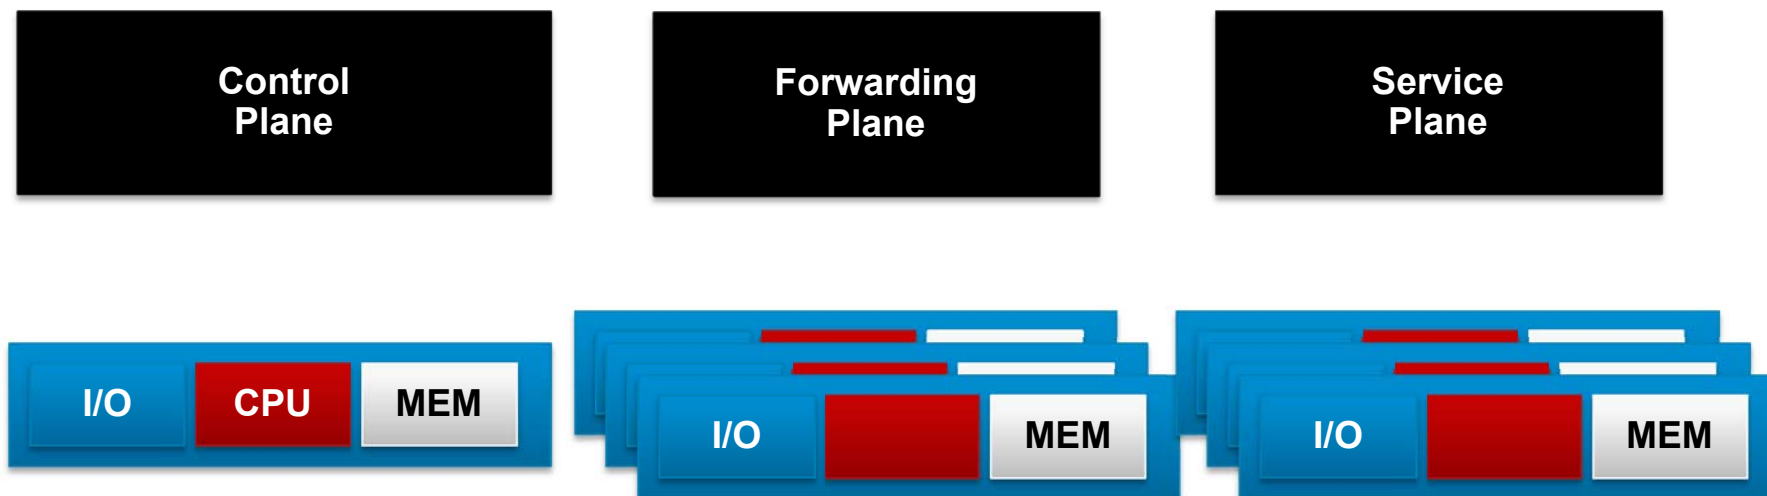 Control
Plane
Forwarding
Plane
Service
Plane
I/O CPU MEM
I/O MEM
I/O MEM